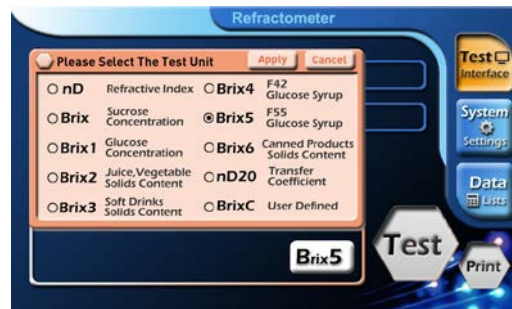 Refractometer
Please Select The Test Unit Apply Cancel
nD Refractive Index
Brix4 F42
Glucose Syrup
Brix Sucrose
Concentration
Brix5 F55
Glucose Syrup
Brix1 Glucose
Concentration
Brix6 Canned Products
Solids Content
Brix2 Juice,Vegetable
Solids Content
nD20 Transfer
Coefficient
Brix3 Soft Drinks
Solids Content
BrixC User Defined
Brix5
Test
Interface
System
Settings
Data
Lists
Test
Print